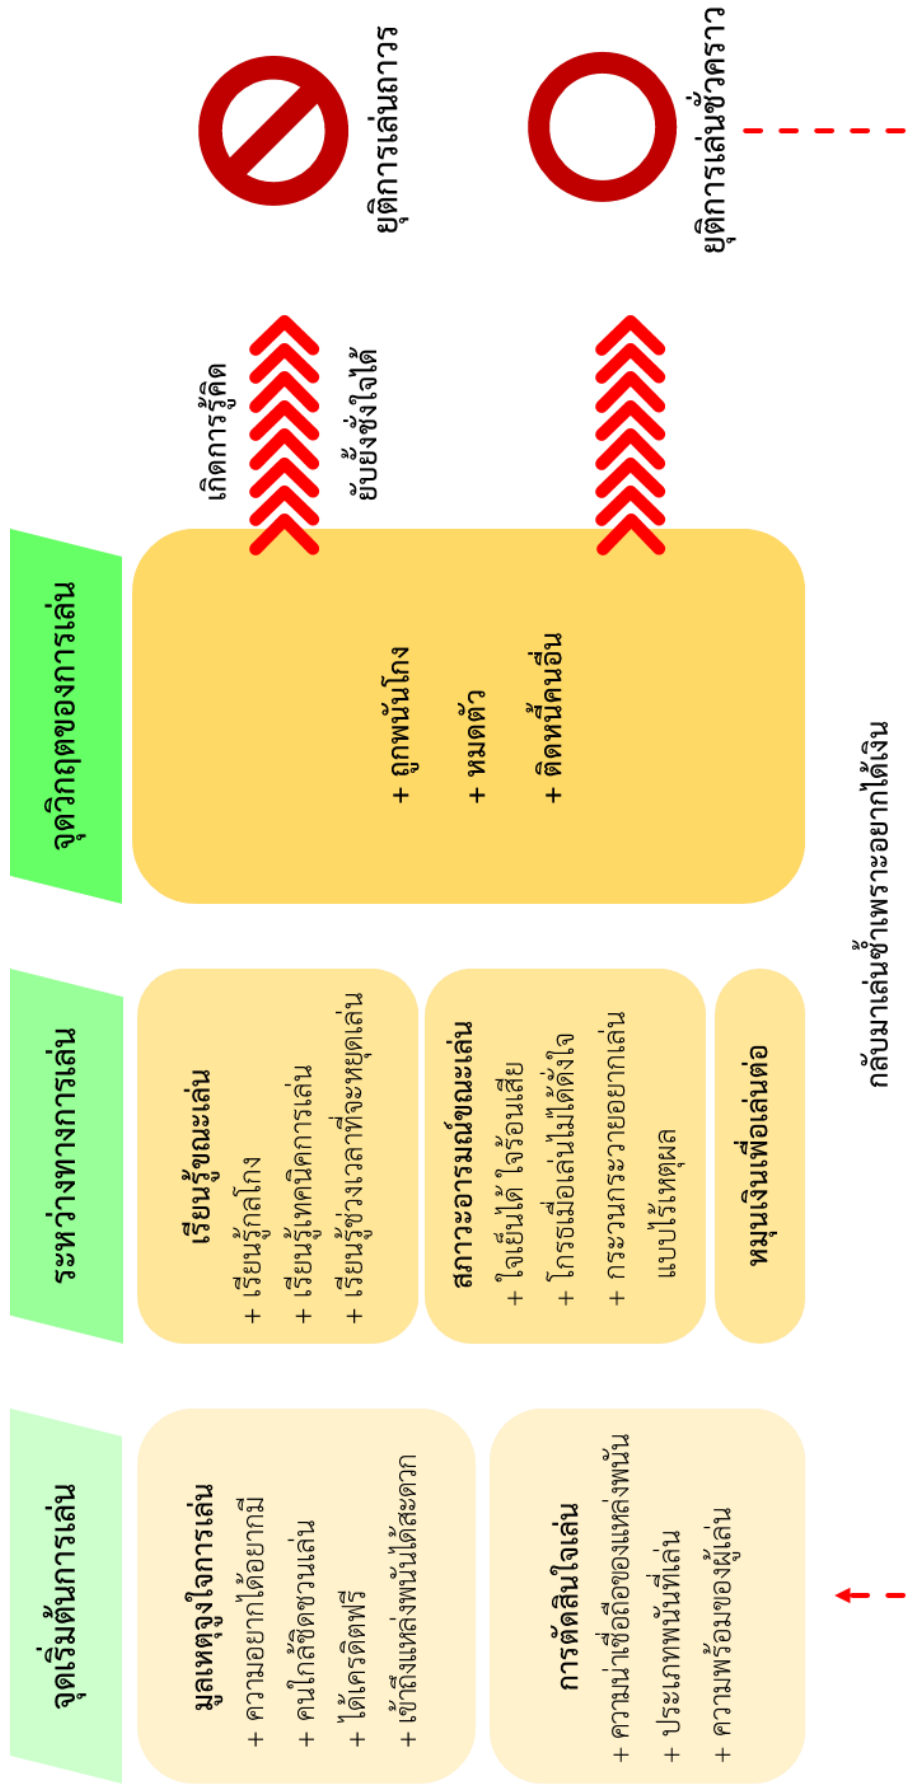 จุดเริ่มต้นการเล่น
มูลเหตุจูงใจการเล่น
+ ความอยากได้อยากมี
+ คนใกล้ชิดชวนเล่น
+ ได้เครดิตฟรี
+ เข้าถึงแหล่งพนันได้สะดวก
การตัดสินใจเล่น
+ ความน่าเชื่อถือของแหล่งพนัน
+ ประเภทพนันที่เล่น
+ ความพร้อมของผู้เล่น
ระหว่างทางการเล่น
เรียนรู้ขณะเล่น
+ เรียนรู้กลโกง
+ เรียนรู้เทคนิคการเล่น
+ เรียนรู้ช่วงเวลาที่จะหยุดเล่น
สภาวะอารมณ์ขณะเล่น
+ ใจเย็นได้ ใจร้อนเสีย
+ โกรธเมื่อเล่นไม่ได้ดั่งใจ
+ กระวนกระวายอยากเล่น
แบบไร้เหตุผล
หมุนเงินเพื่อเล่นต่อ
จุดวิกฤตของการเล่น
+ ถูกพนันโกง
+ หมดตัว
+ ติดหนี้คนอื่น
เกิดการรู้คิด
ยับยั้งชั่งใจได้
ยุติการเล่นถาวร
ยุติการเล่นชั่วคราว
กลับมาเล่นซ้ำเพราะอยากได้เงิน